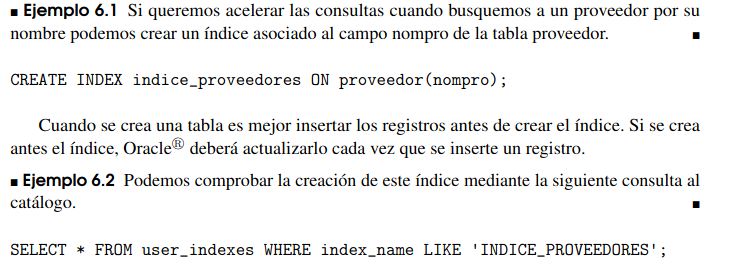 ■ Ejemplo 6.1 Si queremos acelerar las consultas cuando busquemos a un proveedor por su
nombre podemos crear un índice asociado al campo nompro de la tabla proveedor. ■
CREATE INDEX indice_proveedores ON proveedor(nompro);
Cuando se crea una tabla es mejor insertar los registros antes de crear el índice. Si se crea
antes el índice, Oracle® deberá actualizarlo cada vez que se inserte un registro.
■ Ejemplo 6.2 Podemos comprobar la creación de este índice mediante la siguiente consulta al
catálogo. ■
SELECT * FROM user_indexes WHERE index_name LIKE 'INDICE_PROVEEDORES';